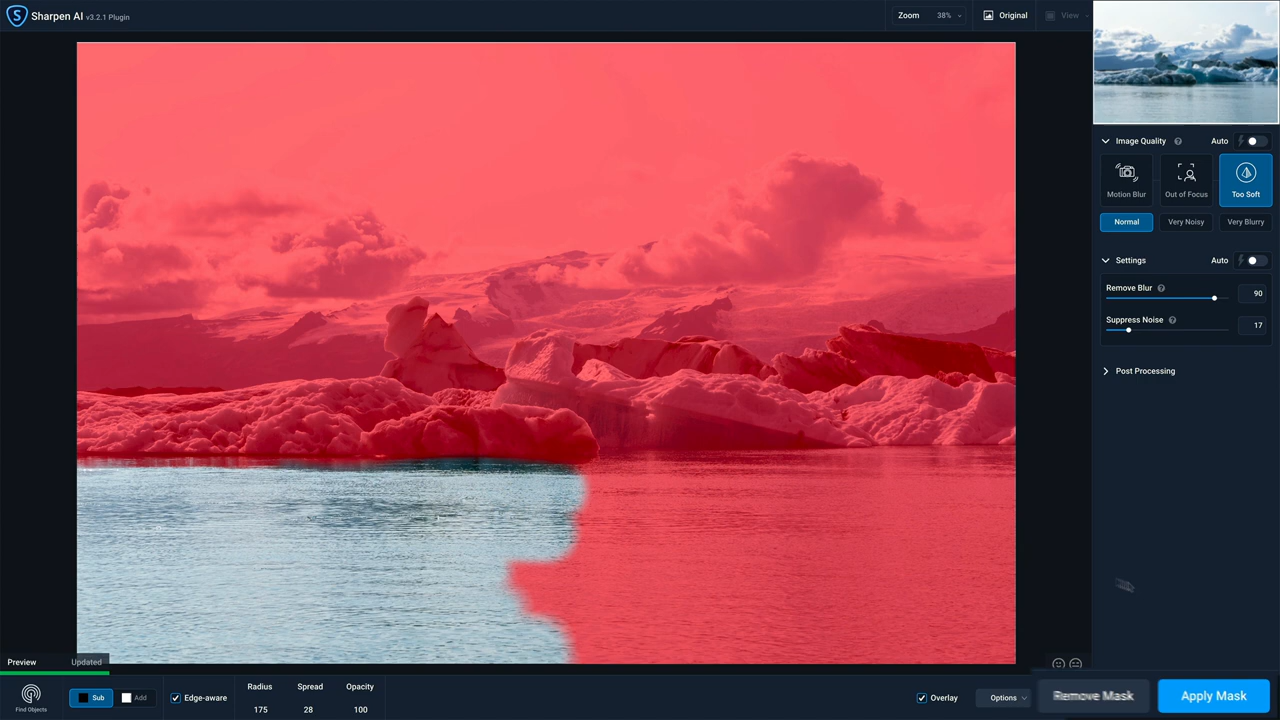 Sharpen AI v3.2.1 Plugin
Zoom 38% Original View
Image Quality ? Auto
Motion Blur Out of Focus Too Soft
Normal Very Noisy Very Blurry
Settings Auto
Remove Blur ? 90
Suppress Noise ? 17
Post Processing
Preview Updated
Find Objects
Sub Add
Edge-aware
Radius Spread Opacity
175 28 100
Overlay
Options
Remove Mask
Apply Mask